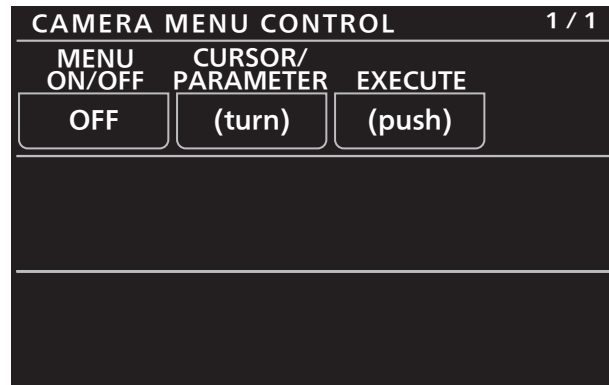 CAMERA MENU CONTROL 1 / 1
MENU ON/OFF CURSOR/ PARAMETER EXECUTE
OFF (turn) (push)